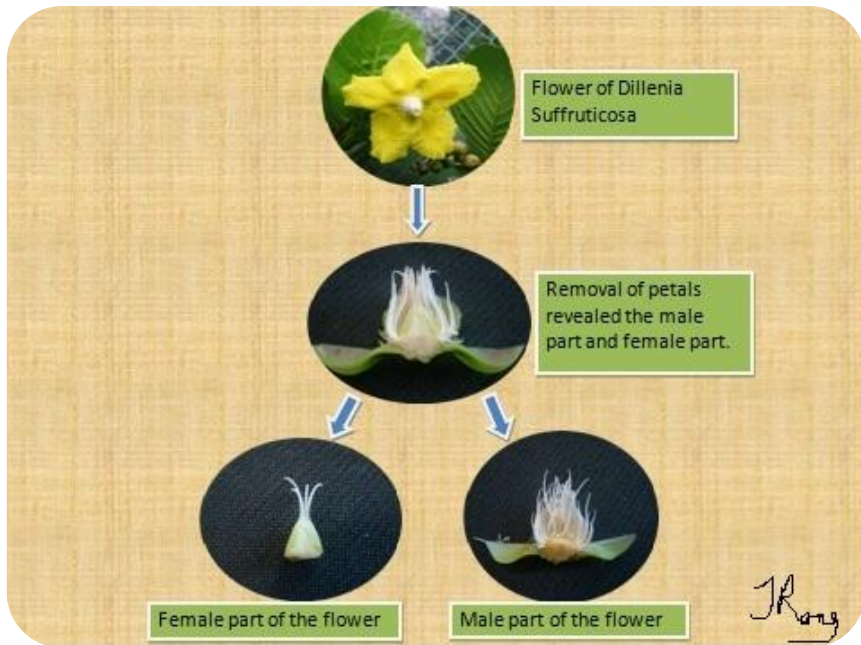 Flower of Dillenia
Suffruticosa
Removal of petals
revealed the male
part and female part.
Female part of the flower
Male part of the flower